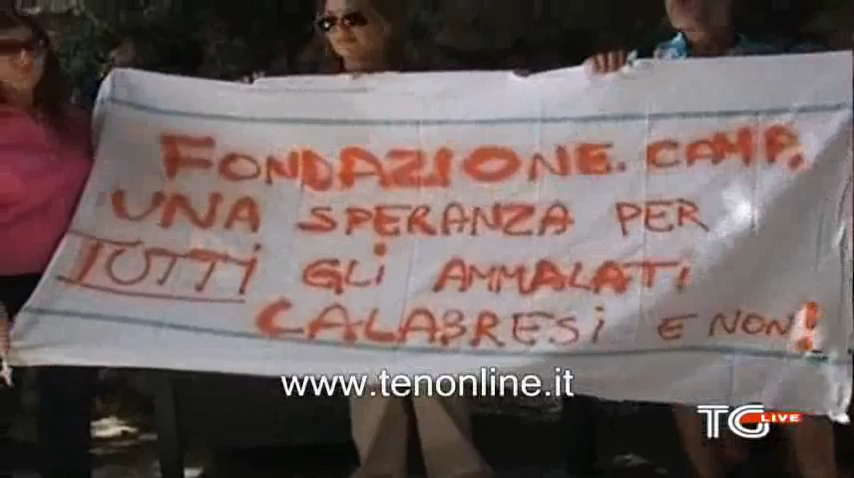 FONDAZIONE. CAMP.
UNA SPERANZA PER
TUTTi GLi AMMALATi
CALABRESi E NON!
www.tenonline.it
TG LIVE